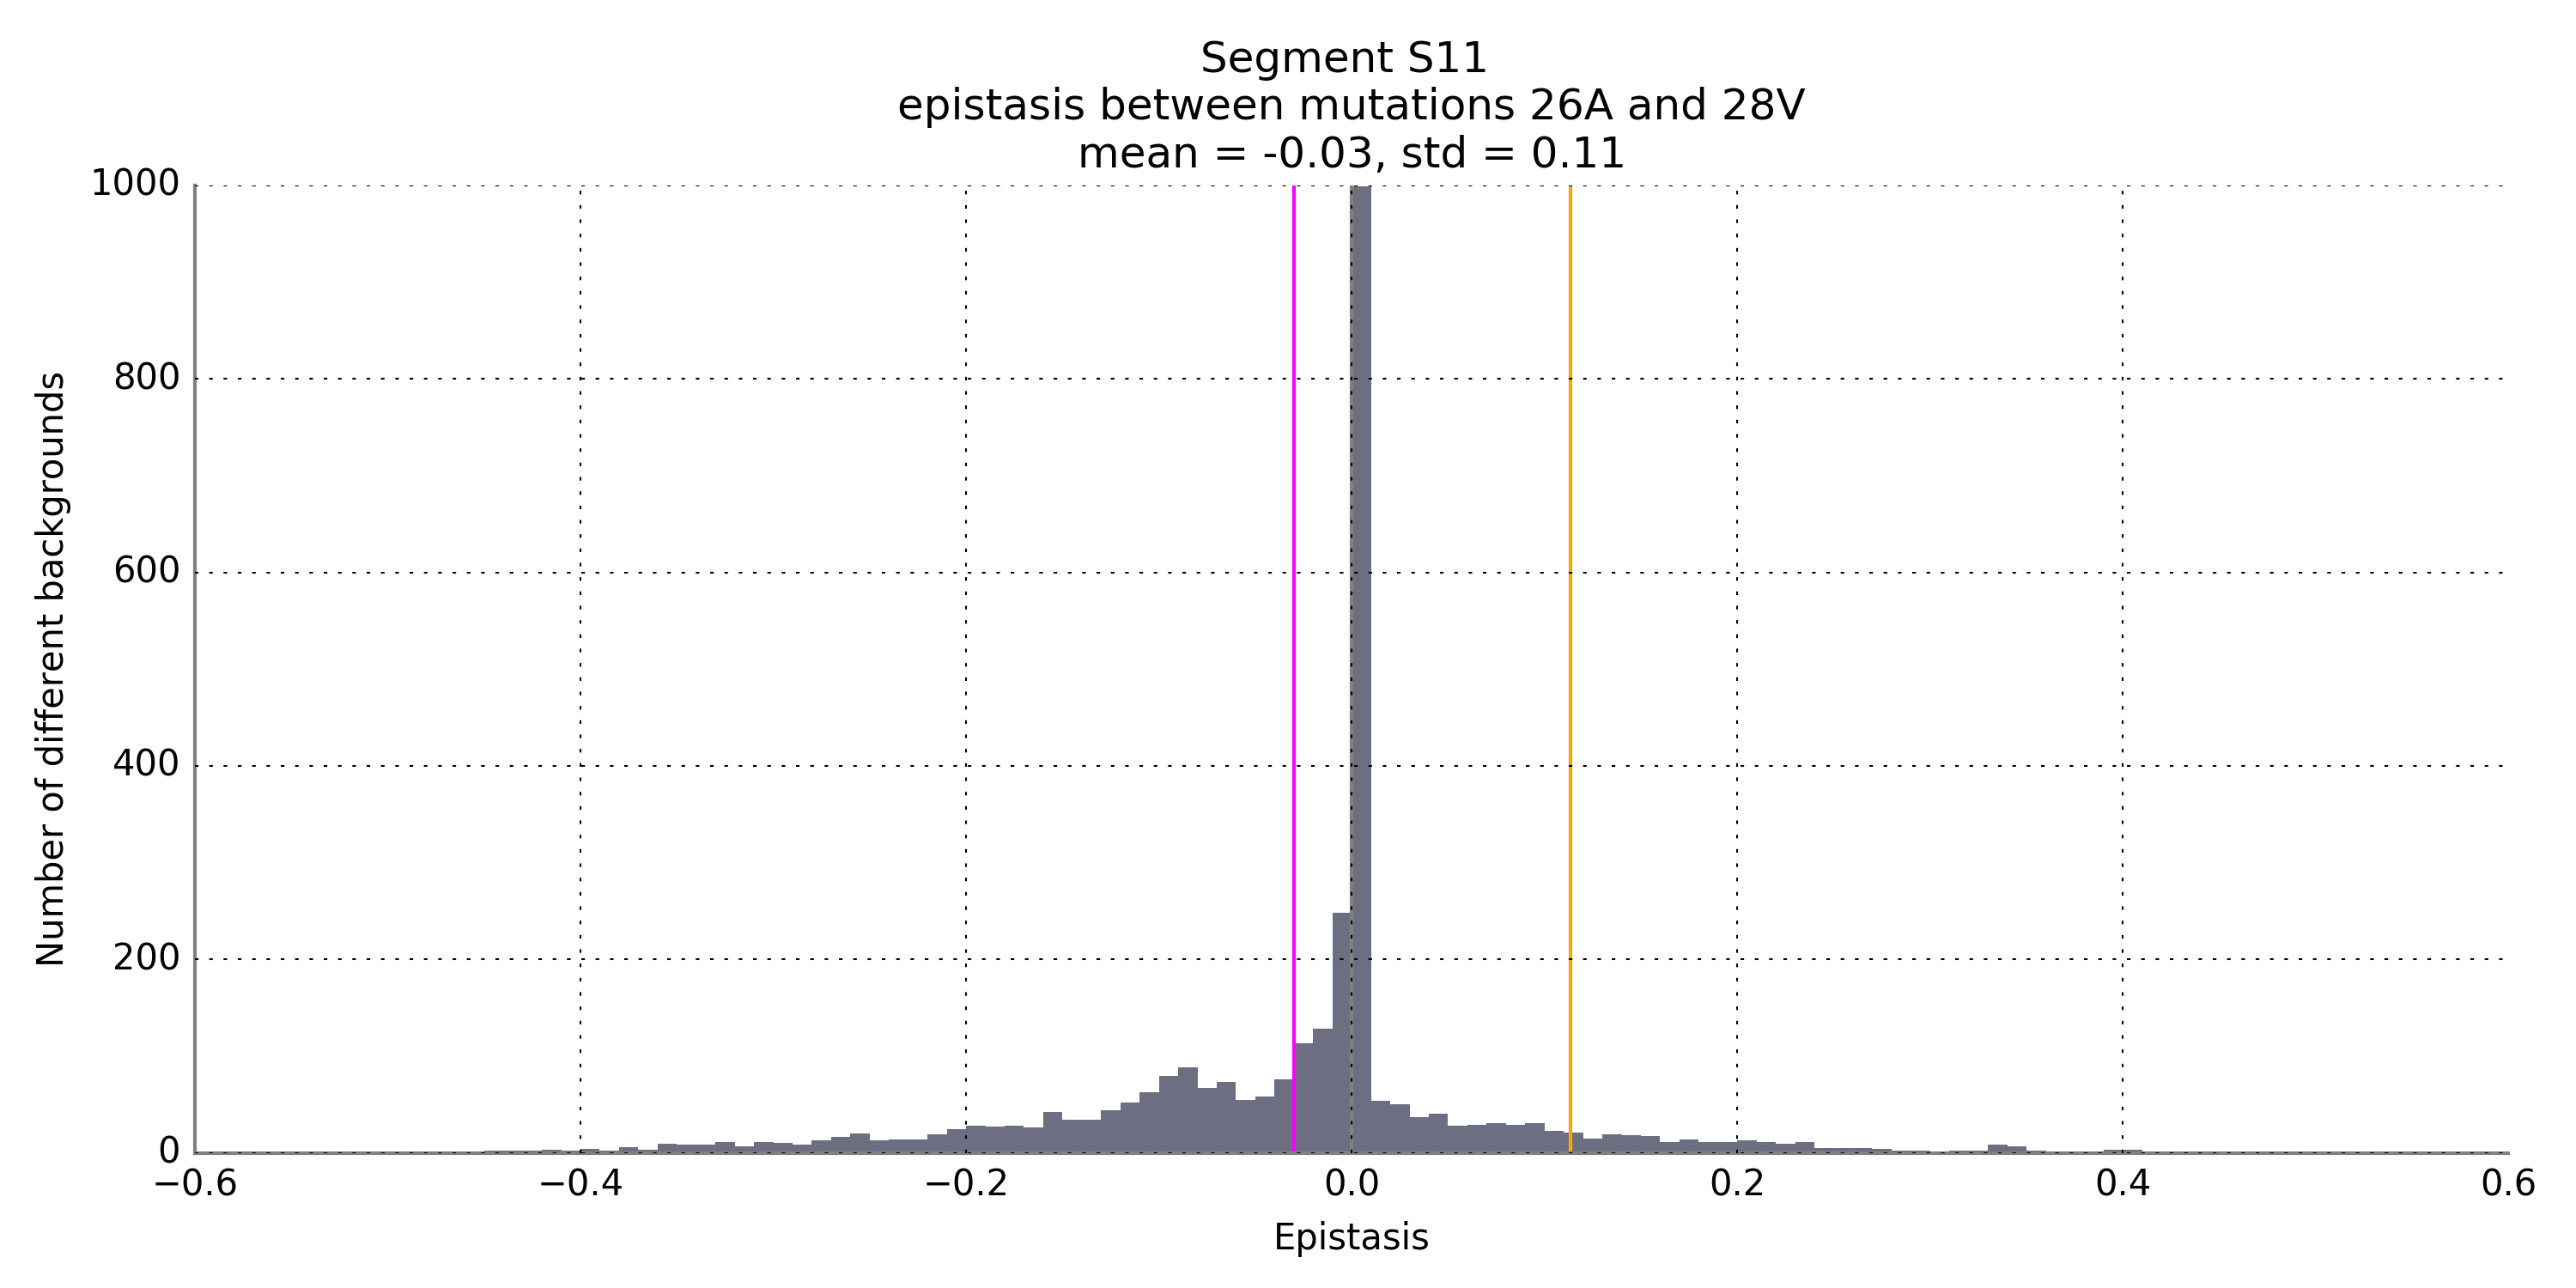 Segment S11
epistasis between mutations 26A and 28V
mean = -0.03, std = 0.11
1000
800
600
400
200
0
Number of different backgrounds
−0.6 −0.4 −0.2 0.0 0.2 0.4 0.6
Epistasis